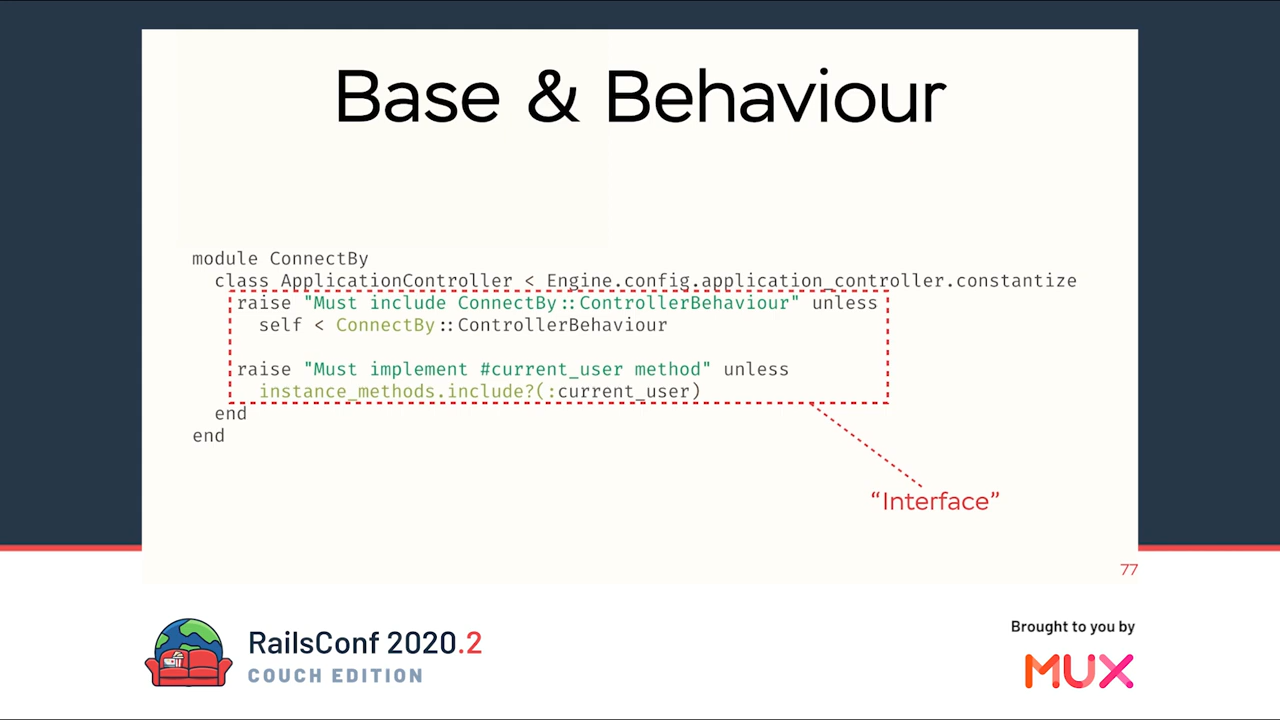 Base & Behaviour
module ConnectBy
class ApplicationController < Engine.config.application_controller.constantize
raise "Must include ConnectBy::ControllerBehaviour" unless
self < ConnectBy::ControllerBehaviour
raise "Must implement #current_user method" unless
instance_methods.include?(:current_user)
end
end
“Interface”
77
RailsConf 2020.2
COUCH EDITION
Brought to you by
MUX